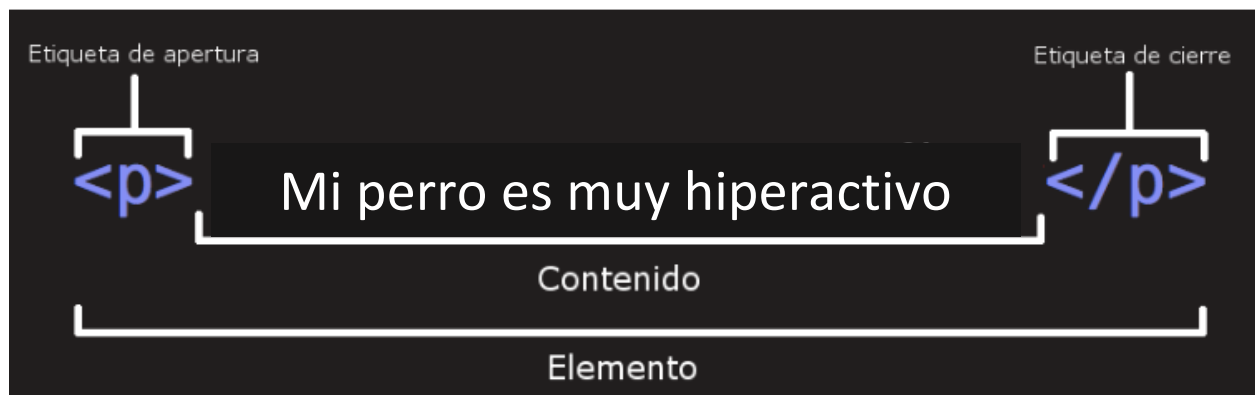 Etiqueta de apertura
Etiqueta de cierre
<p> Mi perro es muy hiperactivo </p>
Contenido
Elemento